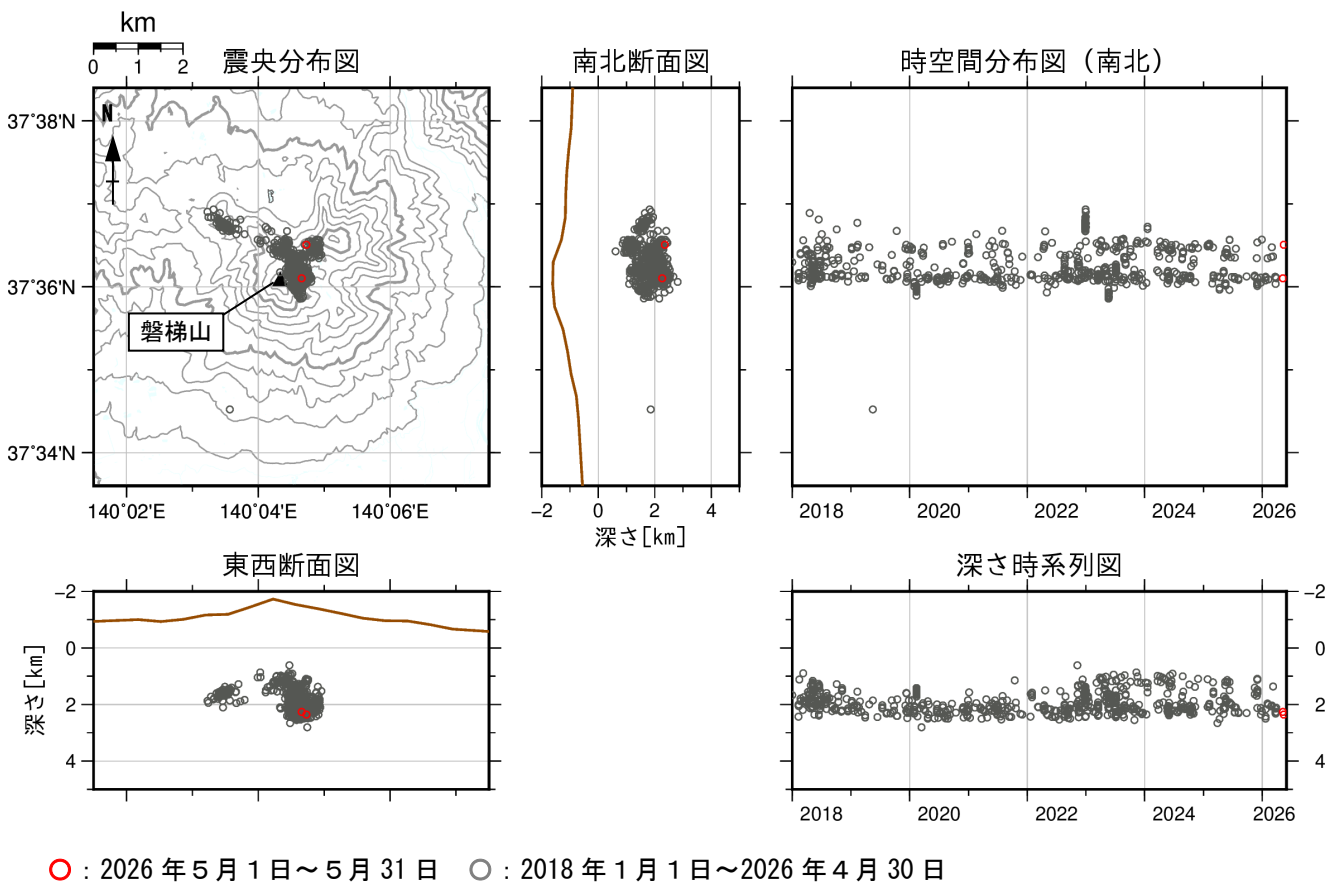 km
0 1 2
震央分布図
南北断面図
時空間分布図（南北）
N
37°38'N
37°36'N
37°34'N
磐梯山
140°02'E 140°04'E 140°06'E
-2 0 2 4
深さ[km]
2018 2020 2022 2024 2026
東西断面図
深さ時系列図
-2
0
2
4
深さ[km]
-2
0
2
4
2018 2020 2022 2024 2026
：2026 年５月１日～５月 31 日 ：2018 年１月１日～2026 年４月 30 日